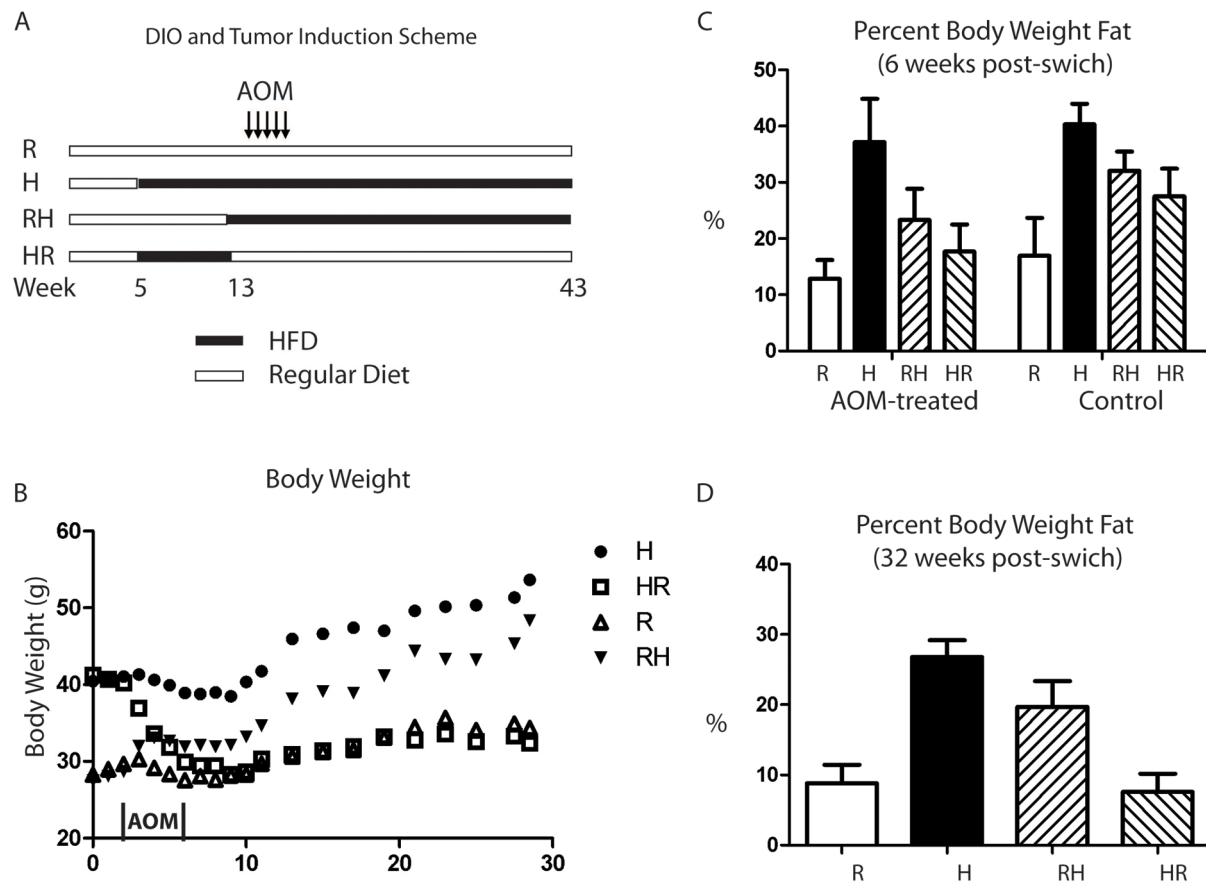 A
DIO and Tumor Induction Scheme
AOM
R
H
RH
HR
Week 5 13 43
HFD
Regular Diet
B
Body Weight
Body Weight (g)
60
50
40
30
20
AOM
0 10 20 30
H
HR
R
RH
C
Percent Body Weight Fat
(6 weeks post-swich)
%
50
40
30
20
10
0
R H RH HR R H RH HR
AOM-treated Control
D
Percent Body Weight Fat
(32 weeks post-swich)
%
40
30
20
10
0
R H RH HR